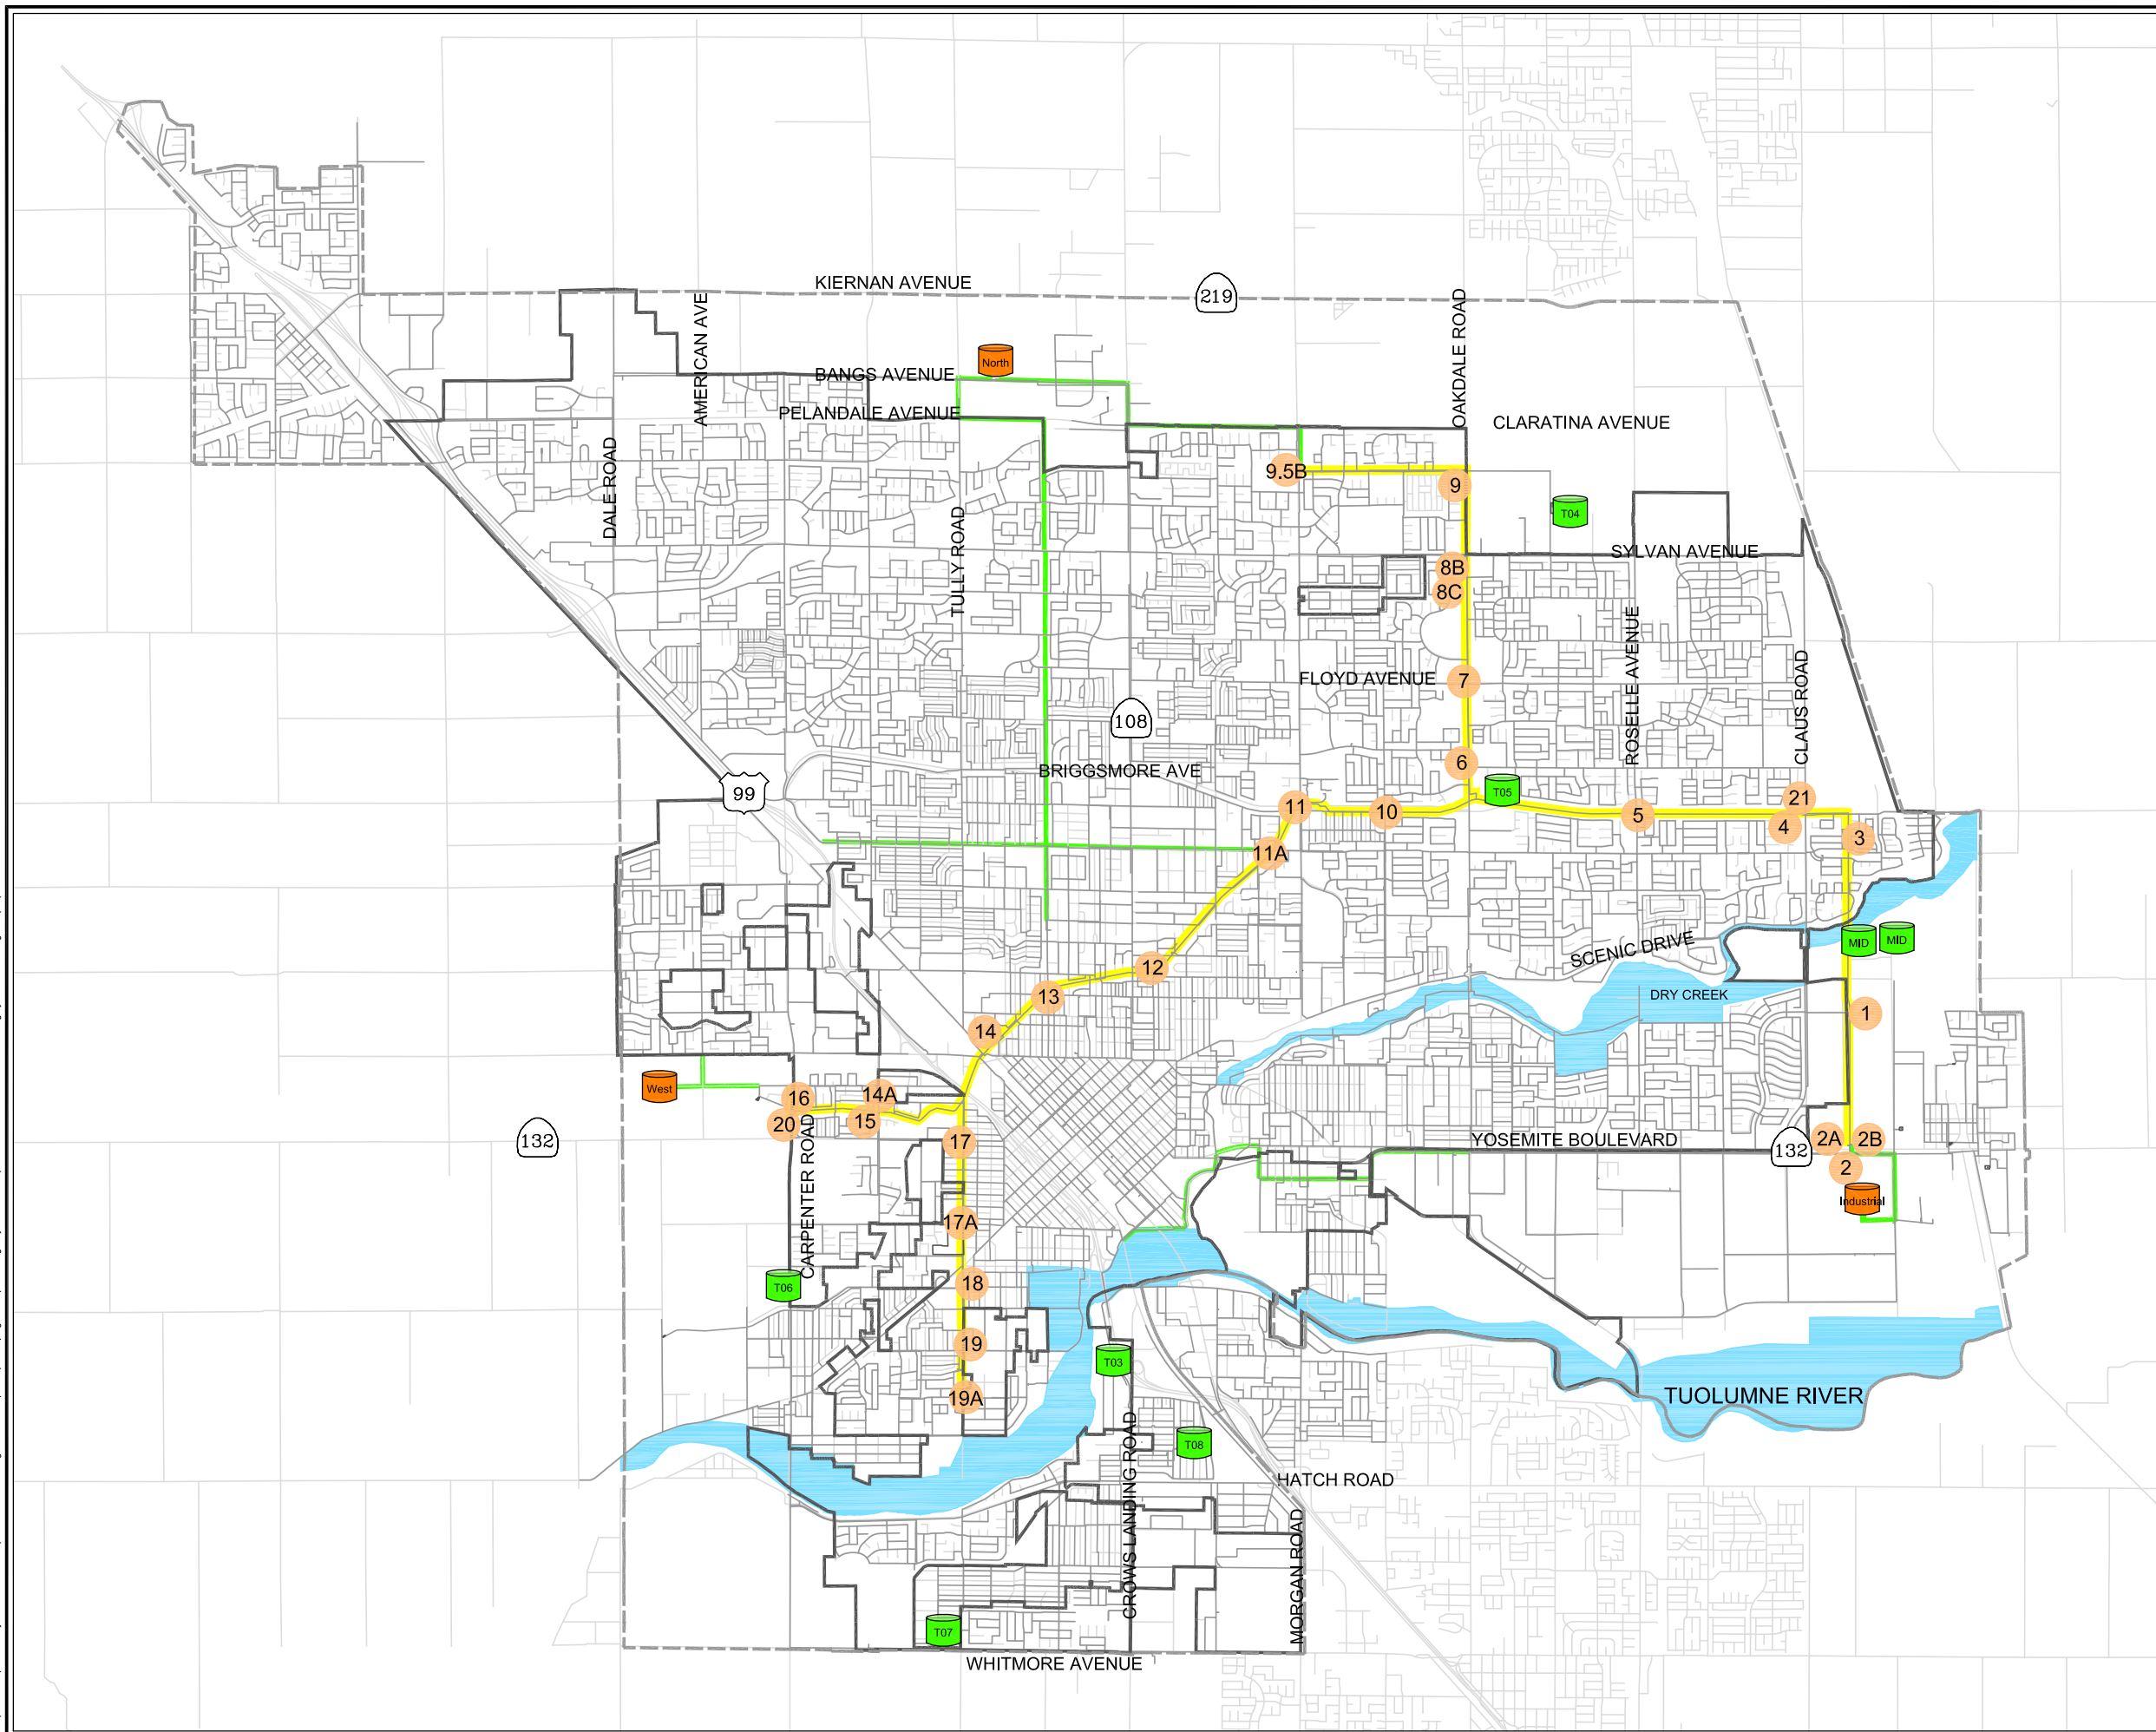 KIERNAN AVENUE
219
AMERICAN AVE
OAKDALE ROAD
North
BANGS AVENUE
PELANDALE AVENUE
CLARATINA AVENUE
DALE ROAD
9.5B
9
T04
TULLY ROAD
SYLVAN AVENUE
8B
8C
ROSELLE AVENUE
FLOYD AVENUE
7
CLAUS ROAD
108
6
BRIGGSMORE AVE
99
T05
21
11
10
5
4
3
11A
SCENIC DRIVE
MID
MID
12
13
DRY CREEK
1
14
West
16
14A
20
15
132
17
YOSEMITE BOULEVARD
132
2A
2B
2
Industrial
CARPENTER ROAD
17A
T06
18
19
T03
19A
TUOLUMNE RIVER
CROWS LANDING ROAD
T08
HATCH ROAD
MORGAN ROAD
T07
WHITMORE AVENUE